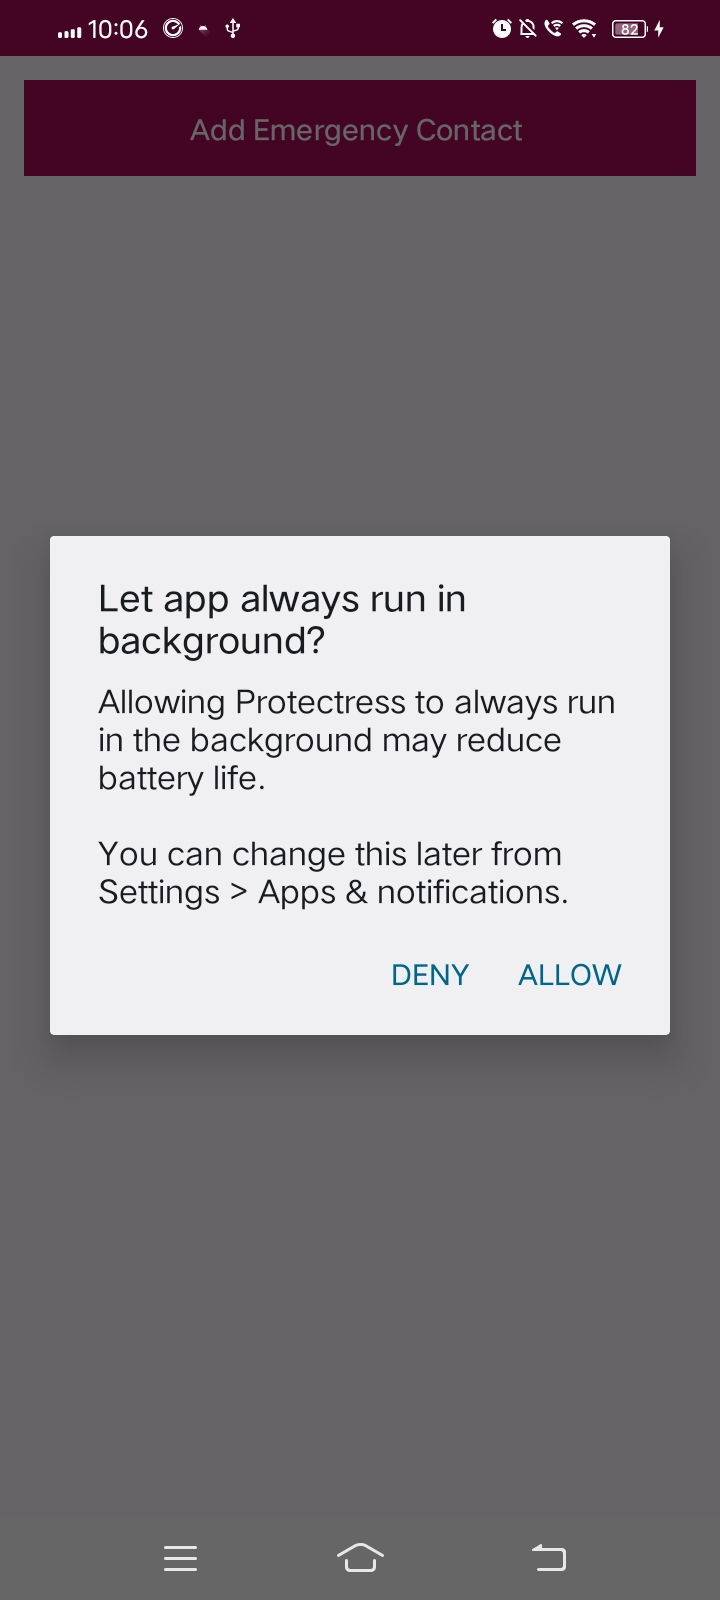 10:06
82
Add Emergency Contact
Let app always run in
background?
Allowing Protectress to always run
in the background may reduce
battery life.
You can change this later from
Settings > Apps & notifications.
DENY ALLOW